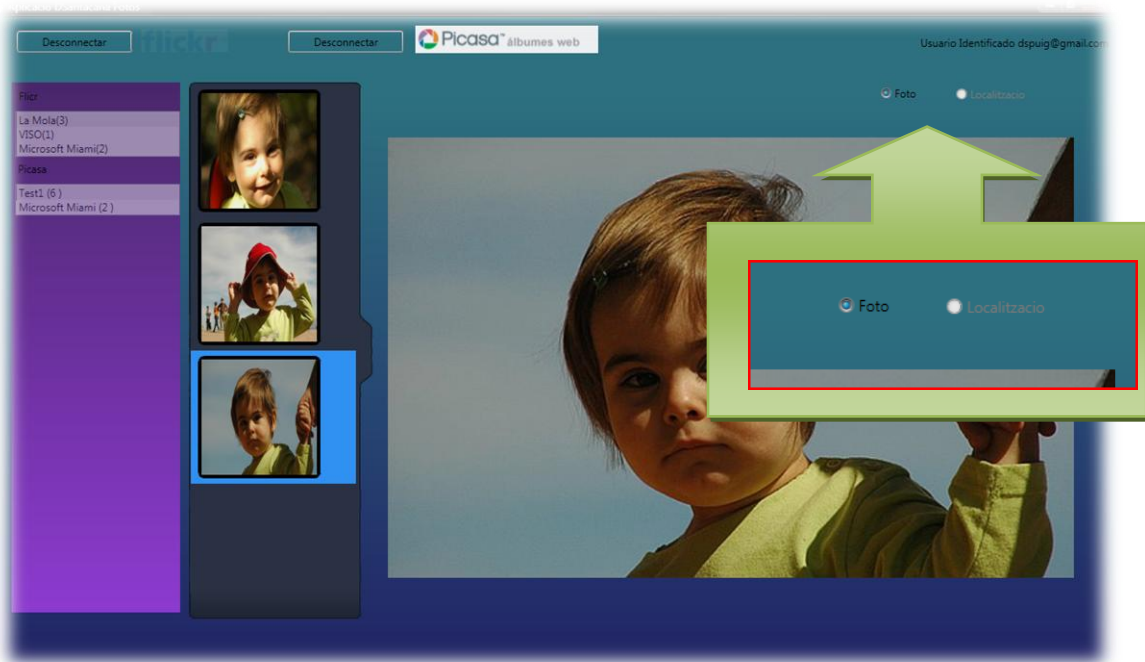 Desconnectar
flickr
Desconnectar
Picasa™ álbumes web
Usuario Identificado dspuig@gmail.com
Foto
Localitzacio
Flicr
La Mola(3)
VISO(1)
Microsoft Miami(2)
Picasa
Test1 (6 )
Microsoft Miami (2 )
Foto
Localitzacio